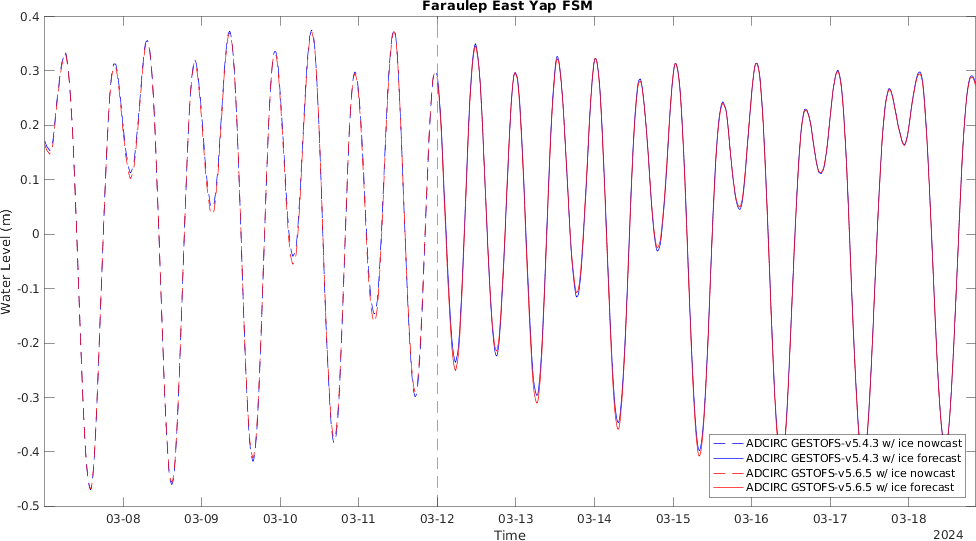 Faraulep East Yap FSM
0.4
0.3
0.2
0.1
0
-0.1
-0.2
-0.3
-0.4
-0.5
Water Level (m)
ADCIRC GESTOFS-v5.4.3 w/ ice nowcast
ADCIRC GESTOFS-v5.4.3 w/ ice forecast
ADCIRC GSTOFS-v5.6.5 w/ ice nowcast
ADCIRC GSTOFS-v5.6.5 w/ ice forecast
03-08 03-09 03-10 03-11 03-12 03-13 03-14 03-15 03-16 03-17 03-18
Time
2024